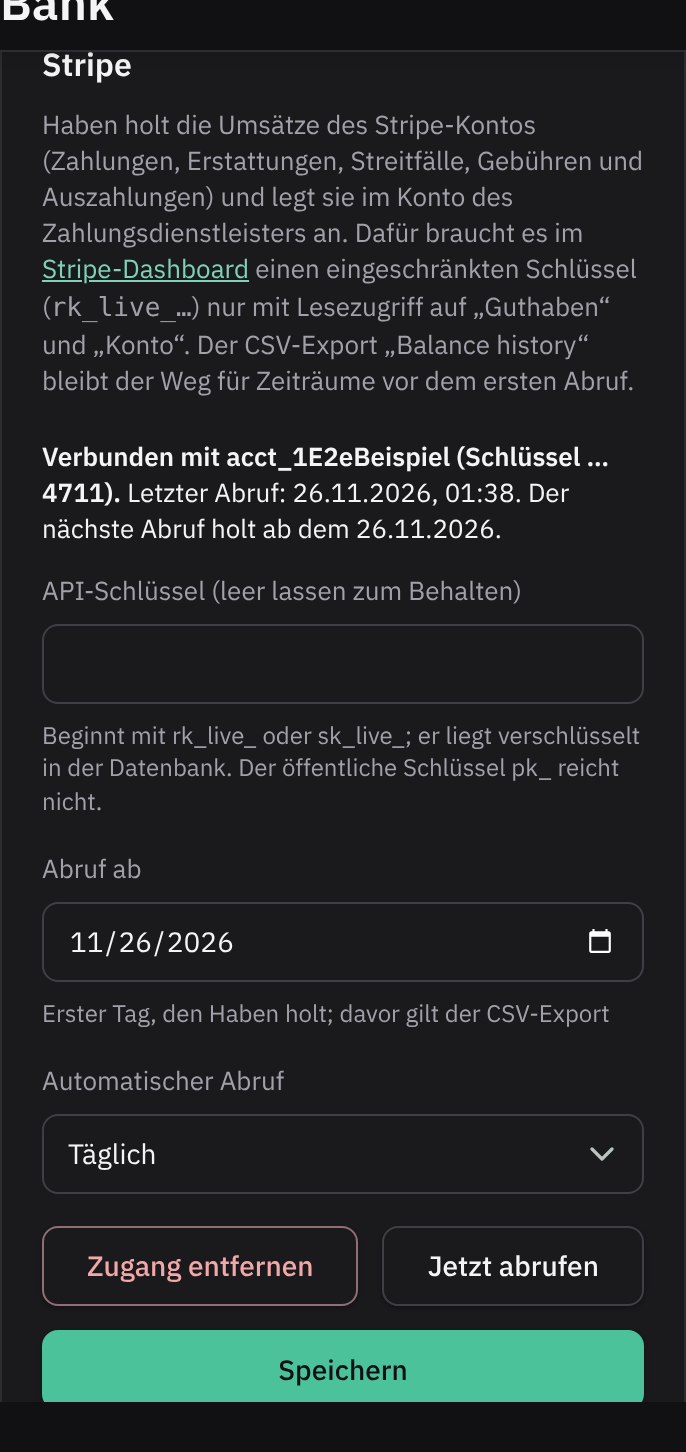 Bank
Stripe
Haben holt die Umsätze des Stripe-Kontos
(Zahlungen, Erstattungen, Streitfälle, Gebühren und
Auszahlungen) und legt sie im Konto des
Zahlungsdienstleisters an. Dafür braucht es im
Stripe-Dashboard einen eingeschränkten Schlüssel
(rk_live_…) nur mit Lesezugriff auf „Guthaben“
und „Konto“. Der CSV-Export „Balance history“
bleibt der Weg für Zeiträume vor dem ersten Abruf.
Verbunden mit acct_1E2eBeispiel (Schlüssel …
4711). Letzter Abruf: 26.11.2026, 01:38. Der
nächste Abruf holt ab dem 26.11.2026.
API-Schlüssel (leer lassen zum Behalten)
Beginnt mit rk_live_ oder sk_live_; er liegt verschlüsselt
in der Datenbank. Der öffentliche Schlüssel pk_ reicht
nicht.
Abruf ab
11/26/2026
Erster Tag, den Haben holt; davor gilt der CSV-Export
Automatischer Abruf
Täglich
Zugang entfernen
Jetzt abrufen
Speichern